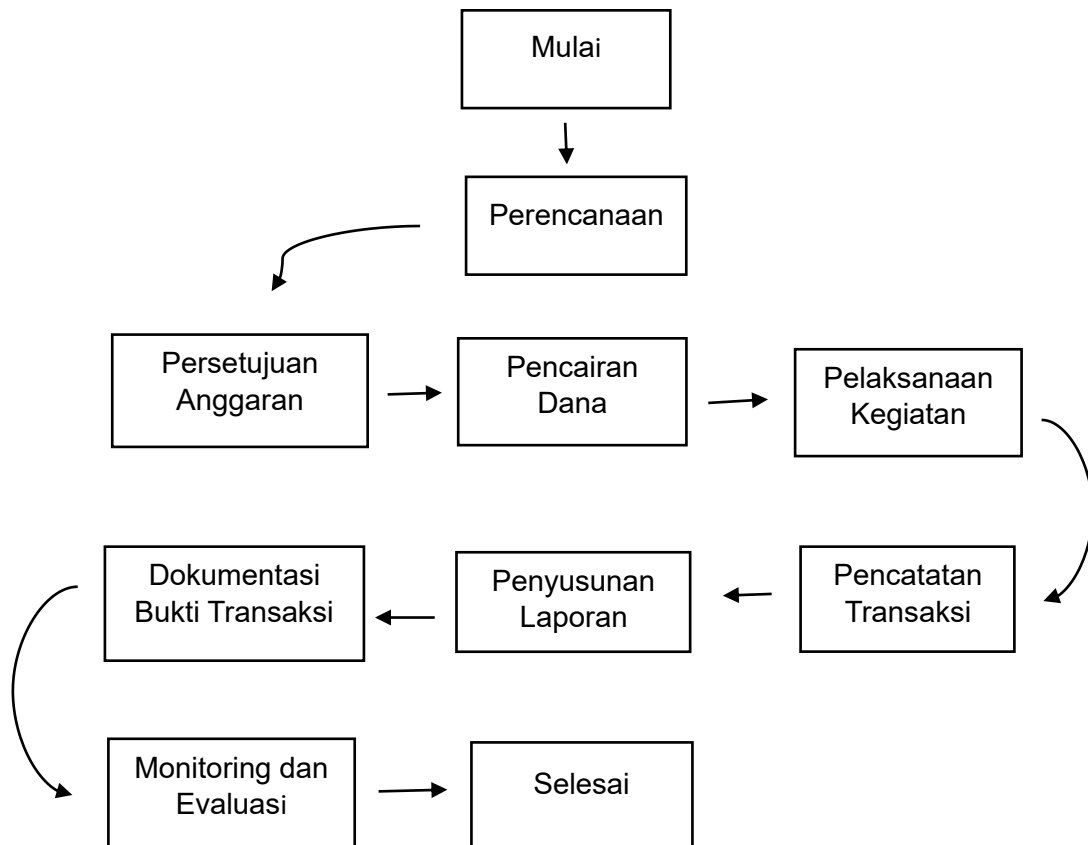 Mulai
Perencanaan
Persetujuan
Anggaran
Pencairan
Dana
Pelaksanaan
Kegiatan
Pencatatan
Transaksi
Penyusunan
Laporan
Dokumentasi
Bukti Transaksi
Monitoring dan
Evaluasi
Selesai